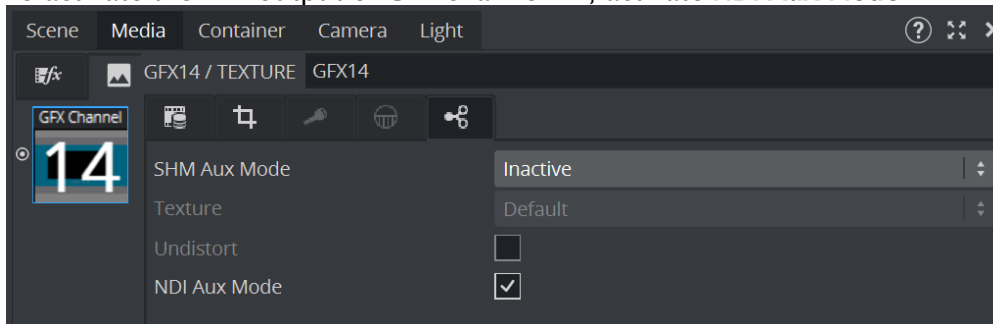 Scene Media Container Camera Light
fx GFX14 / TEXTURE GFX14
GFX Channel
14
SHM Aux Mode Inactive
Texture Default
Undistort
NDI Aux Mode